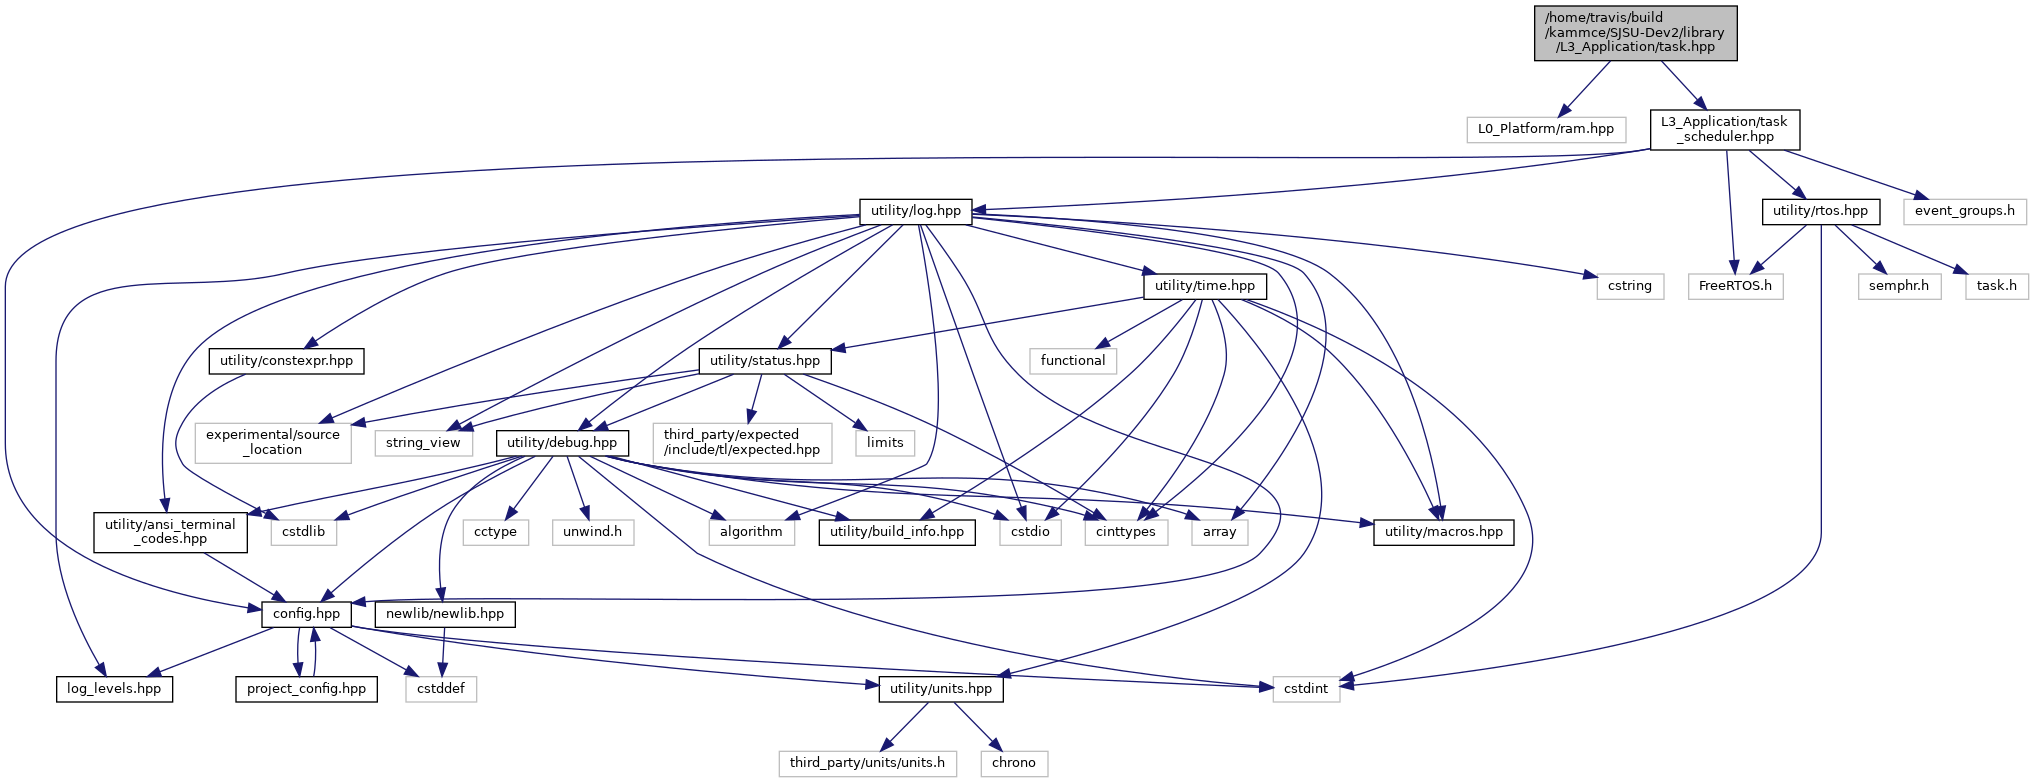 /home/travis/build
/kammce/SJSU-Dev2/library
/L3_Application/task.hpp
L0_Platform/ram.hpp
L3_Application/task
_scheduler.hpp
utility/log.hpp
utility/rtos.hpp
event_groups.h
utility/time.hpp
cstring
FreeRTOS.h
semphr.h
task.h
utility/constexpr.hpp
utility/status.hpp
functional
experimental/source
_location
string_view
utility/debug.hpp
third_party/expected
/include/tl/expected.hpp
limits
utility/ansi_terminal
_codes.hpp
cstdlib
cctype
unwind.h
algorithm
utility/build_info.hpp
cstdio
cinttypes
array
utility/macros.hpp
config.hpp
newlib/newlib.hpp
log_levels.hpp
project_config.hpp
cstddef
utility/units.hpp
cstdint
third_party/units/units.h
chrono